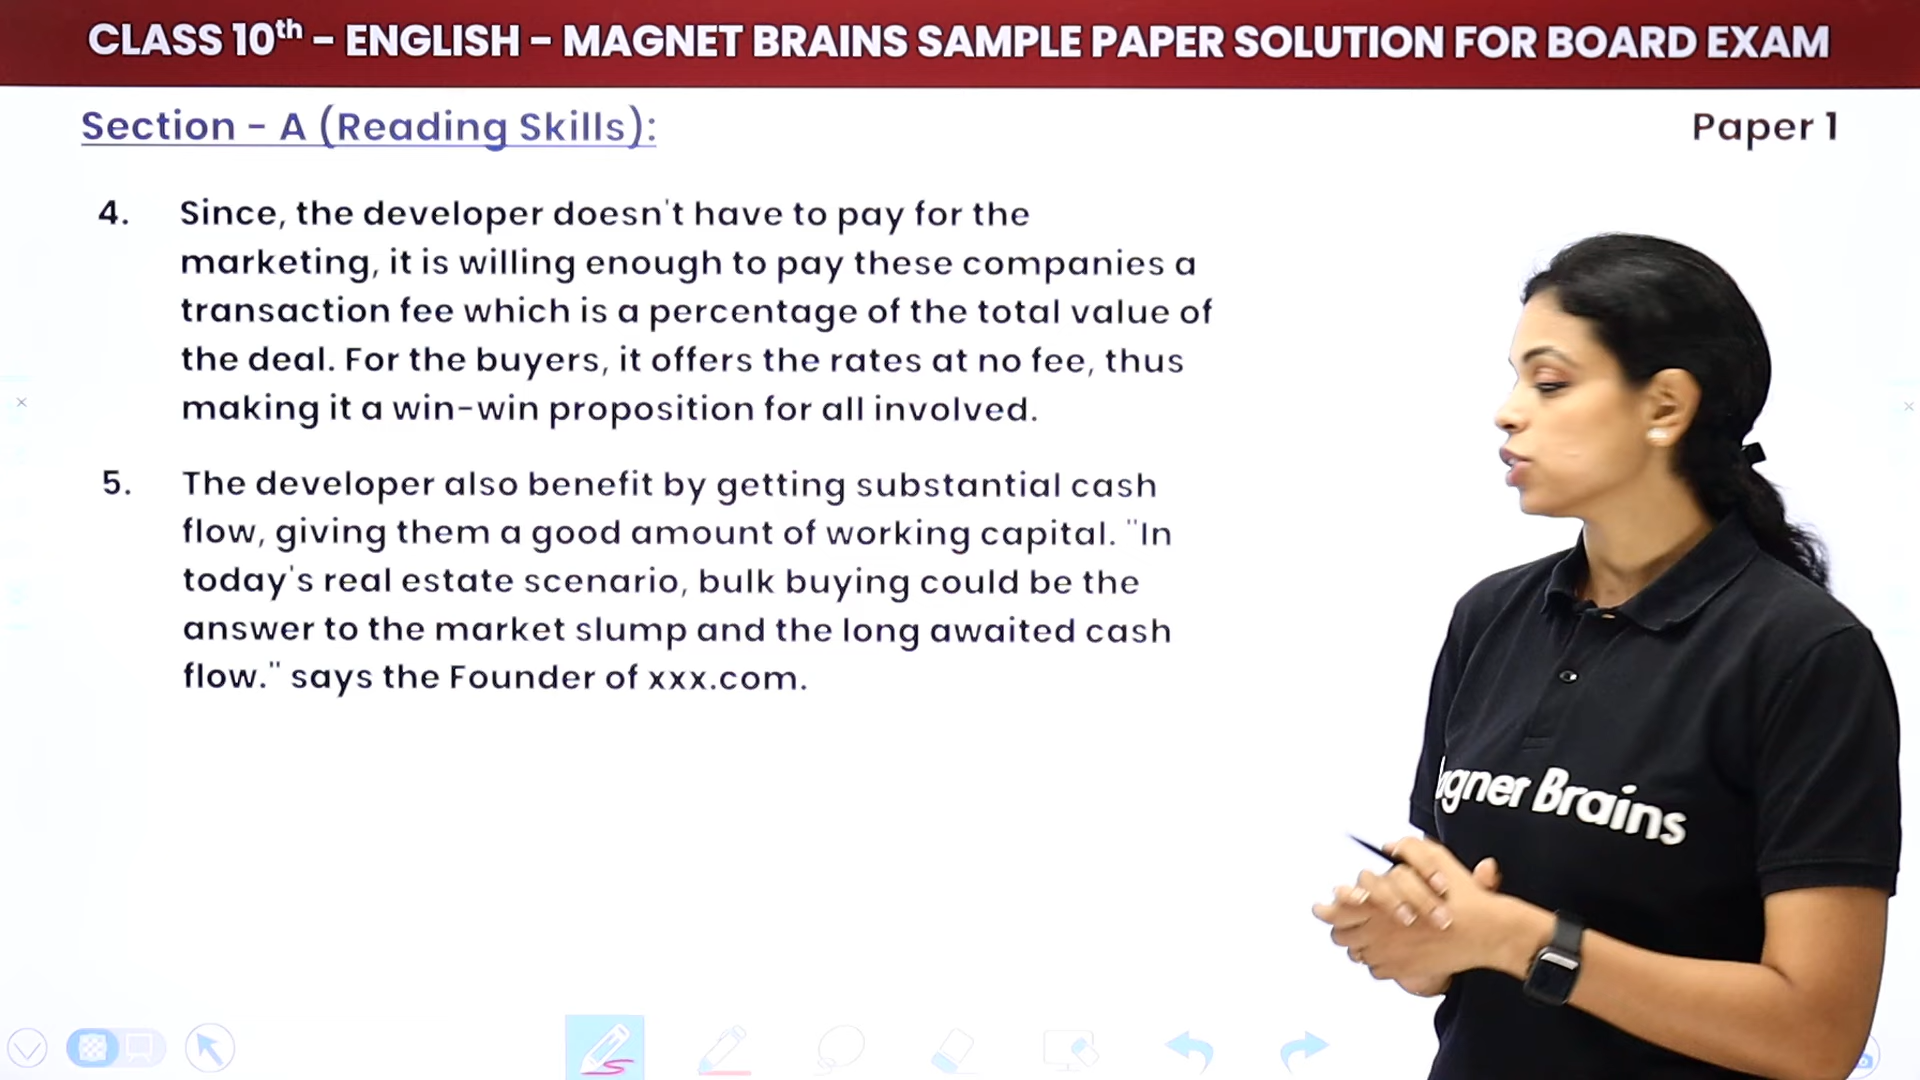 CLASS 10th – ENGLISH – MAGNET BRAINS SAMPLE PAPER SOLUTION FOR BOARD EXAM
Section - A (Reading Skills):
Paper 1
4. Since, the developer doesn't have to pay for the
marketing, it is willing enough to pay these companies a
transaction fee which is a percentage of the total value of
the deal. For the buyers, it offers the rates at no fee, thus
making it a win-win proposition for all involved.
5. The developer also benefit by getting substantial cash
flow, giving them a good amount of working capital. "In
today's real estate scenario, bulk buying could be the
answer to the market slump and the long awaited cash
flow." says the Founder of xxx.com.
Brains